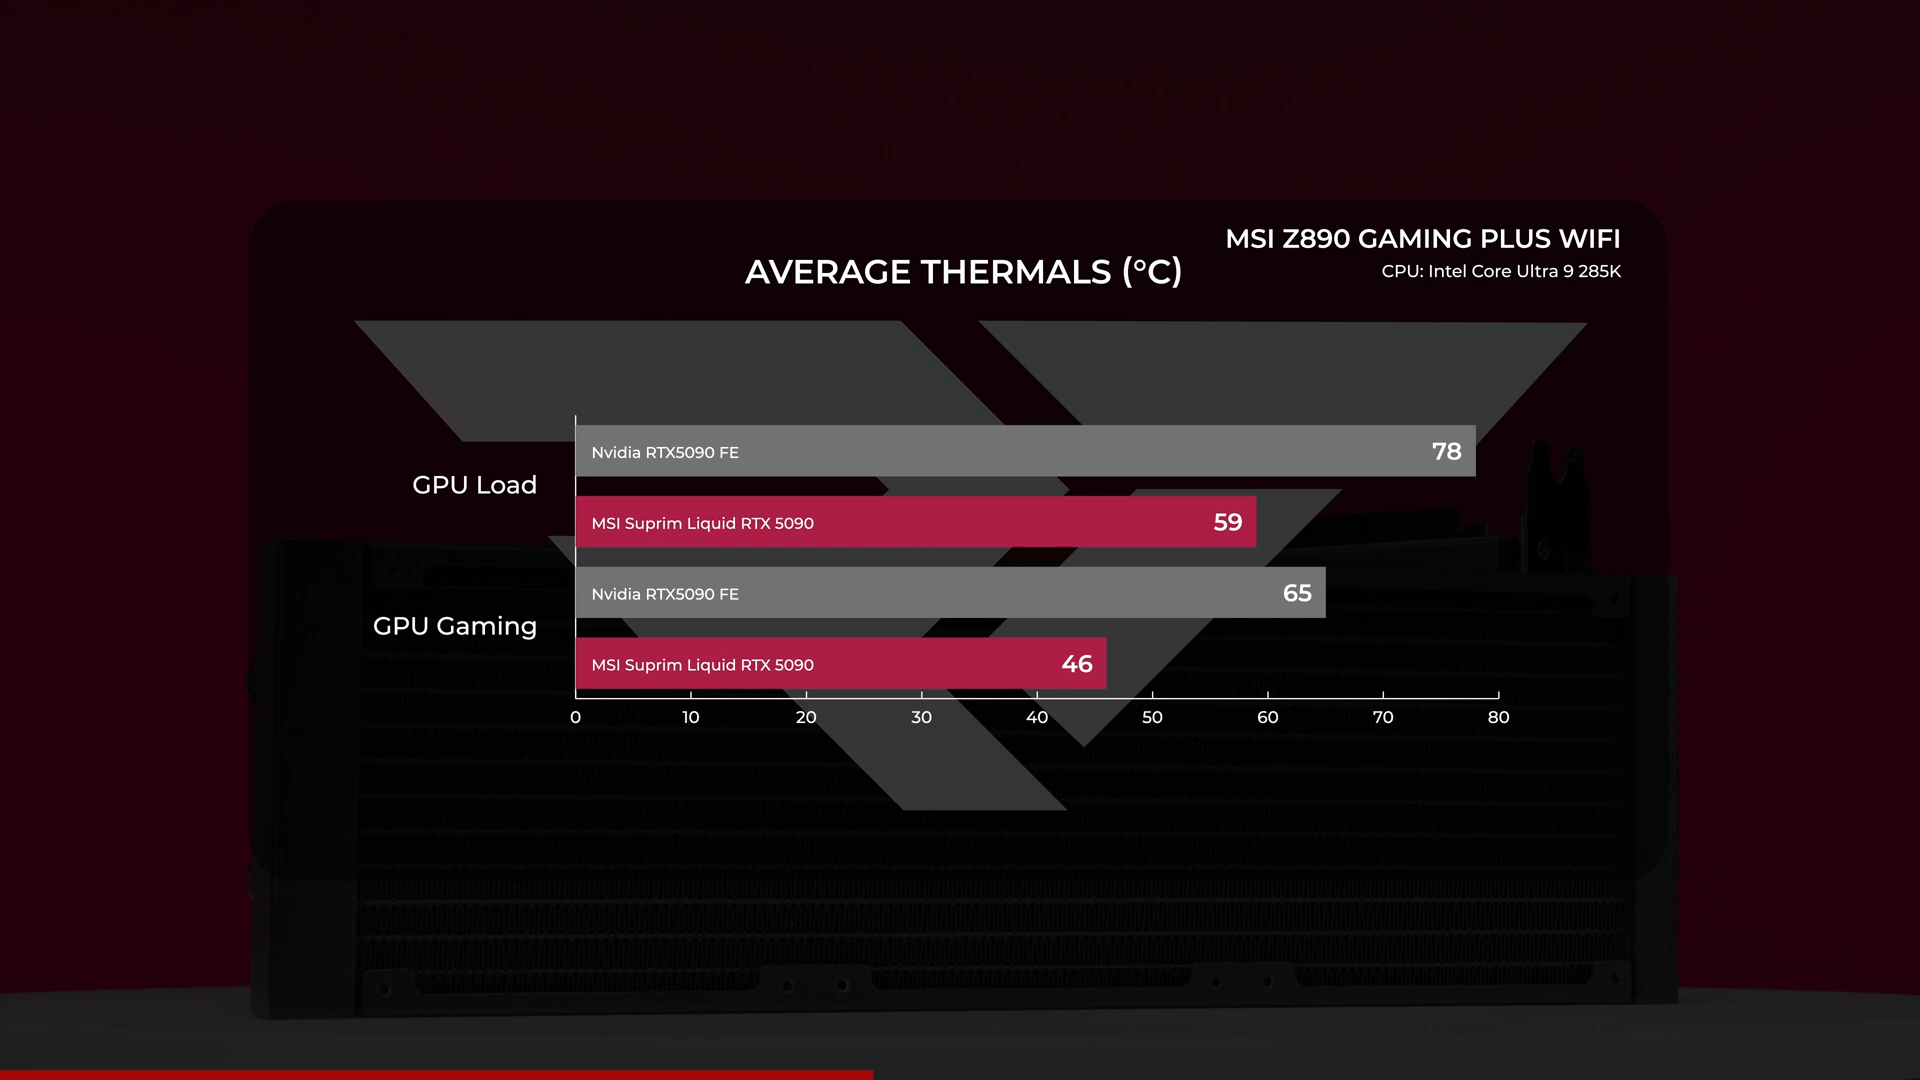 MSI Z890 GAMING PLUS WIFI
AVERAGE THERMALS (°C)
CPU: Intel Core Ultra 9 285K
Nvidia RTX5090 FE 78
GPU Load
MSI Suprim Liquid RTX 5090 59
Nvidia RTX5090 FE 65
GPU Gaming
MSI Suprim Liquid RTX 5090 46
0 10 20 30 40 50 60 70 80